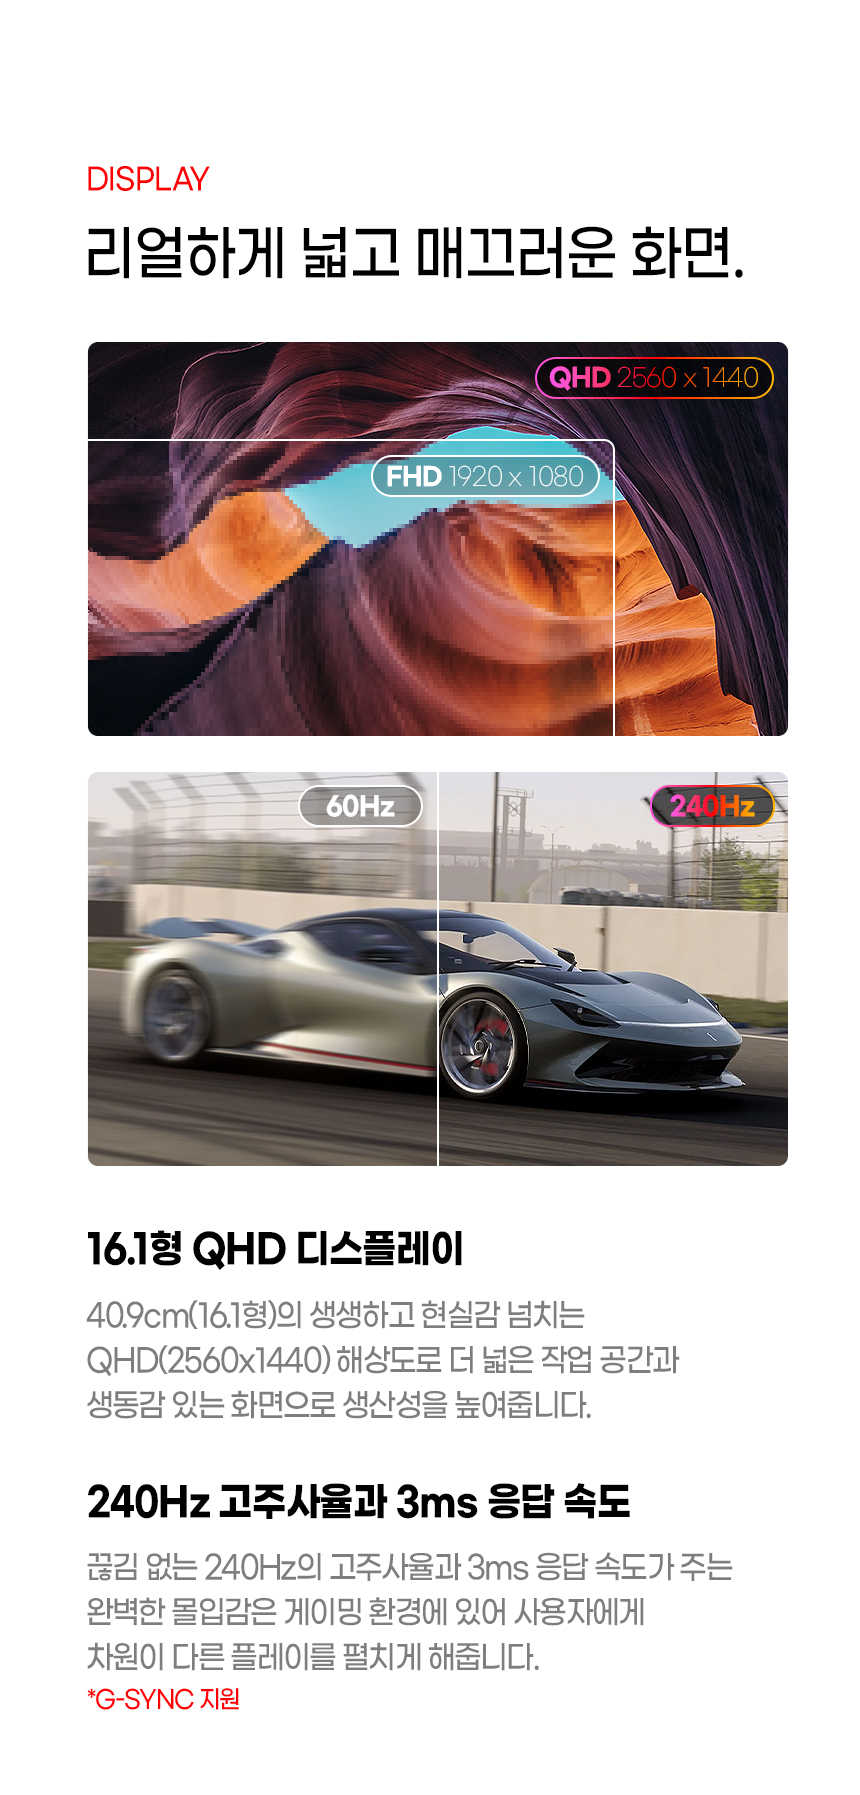 DISPLAY
리얼하게 넓고 매끄러운 화면.
QHD 2560 x 1440
FHD 1920 x 1080
60Hz
240Hz
16.1형 QHD 디스플레이
40.9cm(16.1형)의 생생하고 현실감 넘치는
QHD(2560x1440) 해상도로 더 넓은 작업 공간과
생동감 있는 화면으로 생산성을 높여줍니다.
240Hz 고주사율과 3ms 응답 속도
끊김 없는 240Hz의 고주사율과 3ms 응답 속도가 주는
완벽한 몰입감은 게이밍 환경에 있어 사용자에게
차원이 다른 플레이를 펼치게 해줍니다.
*G-SYNC 지원